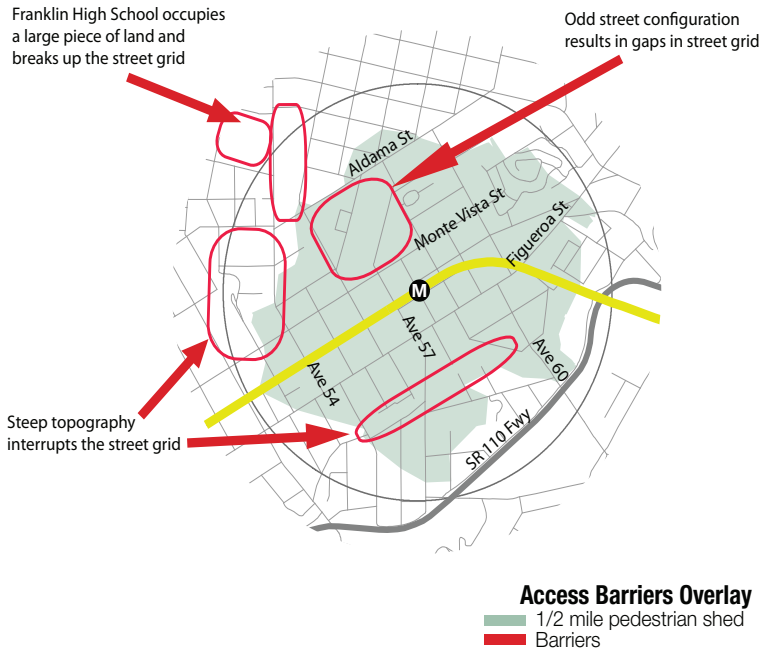 Franklin High School occupies
a large piece of land and
breaks up the street grid
Odd street configuration
results in gaps in street grid
Aldama St
Monte Vista St
Figueroa St
M
Ave 57
Ave 60
Ave 54
Steep topography
interrupts the street grid
SR 110 Fwy
Access Barriers Overlay
1/2 mile pedestrian shed
Barriers